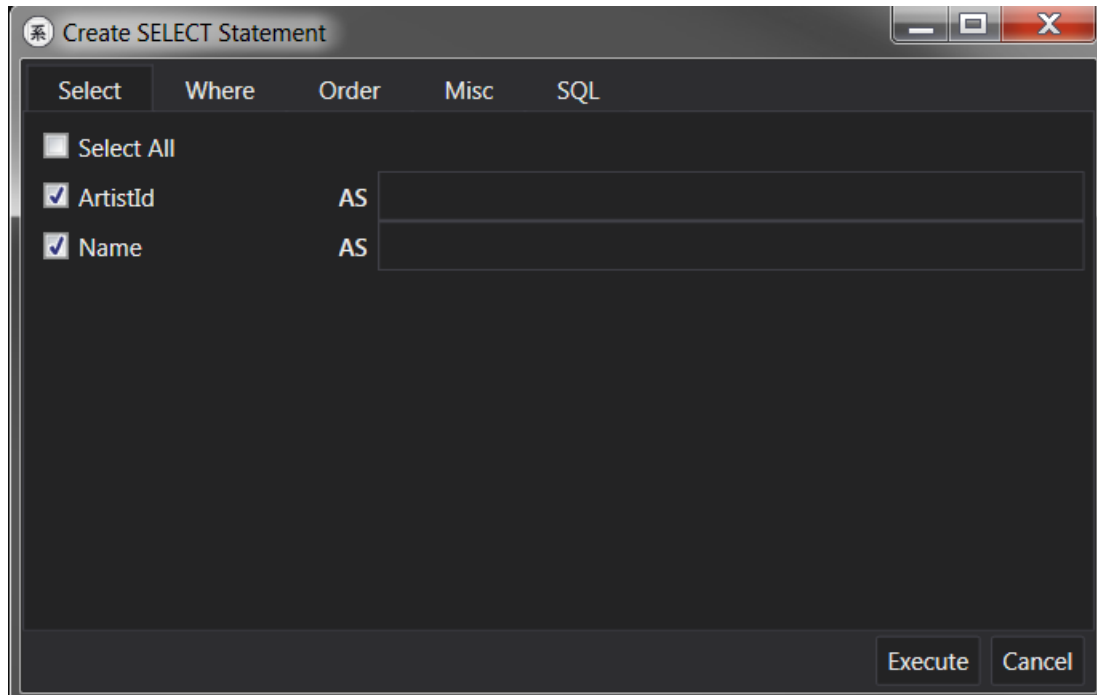 系 Create SELECT Statement
Select Where Order Misc SQL
Select All
ArtistId AS
Name AS
Execute Cancel